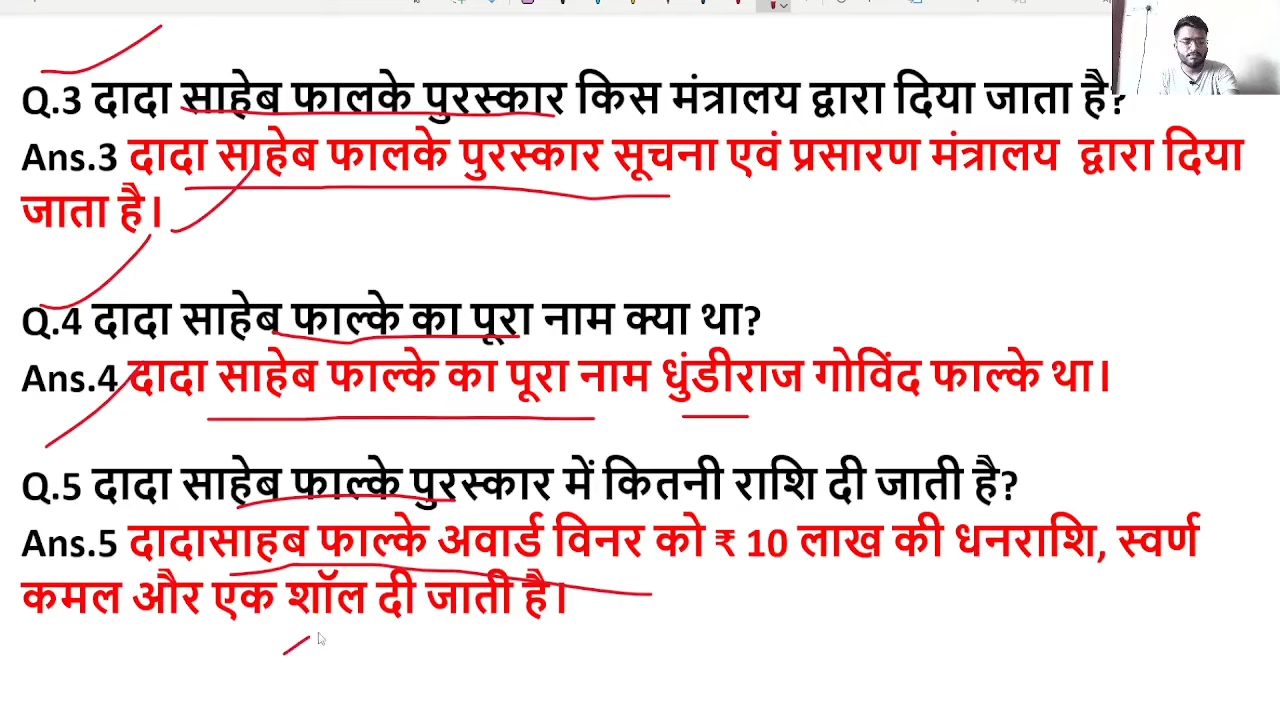 Q.3 दादा साहेब फालके पुरस्कार किस मंत्रालय द्वारा दिया जाता है?
Ans.3 दादा साहेब फालके पुरस्कार सूचना एवं प्रसारण मंत्रालय द्वारा दिया
जाता है।
Q.4 दादा साहेब फाल्के का पूरा नाम क्या था?
Ans.4 दादा साहेब फाल्के का पूरा नाम धुंडीराज गोविंद फाल्के था।
Q.5 दादा साहेब फाल्के पुरस्कार में कितनी राशि दी जाती है?
Ans.5 दादासाहब फाल्के अवार्ड विनर को ₹ 10 लाख की धनराशि, स्वर्ण
कमल और एक शॉल दी जाती है।